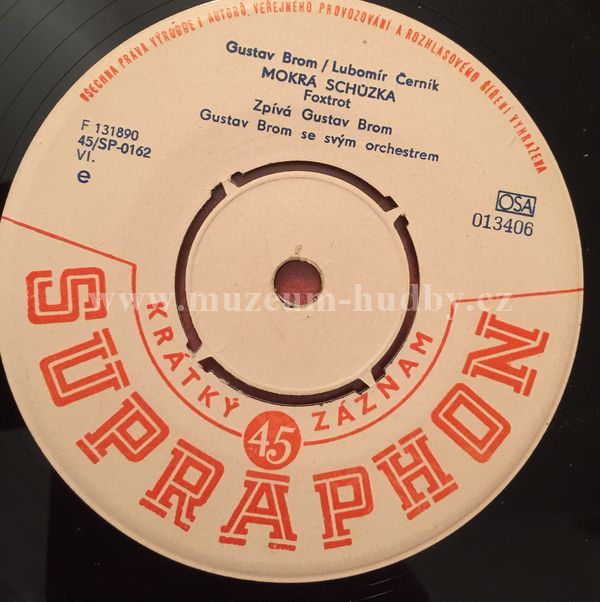 VŠECHNA PRÁVA VÝROBCE I AUTORŮ, VEŘEJNÉHO PROVOZOVÁNÍ A ROZHLASOVÉHO ŠÍŘENÍ VYHRAZENA
Gustav Brom / Lubomír Černík
MOKRÁ SCHŮZKA
Foxtrot
Zpívá Gustav Brom
Gustav Brom se svým orchestrem
F 131890
45/SP-0162
VI.
e
OSA
013406
www.muzeum-hudby.cz
KRÁTKÝ 45 ZÁZNAM
SUPRAPHON